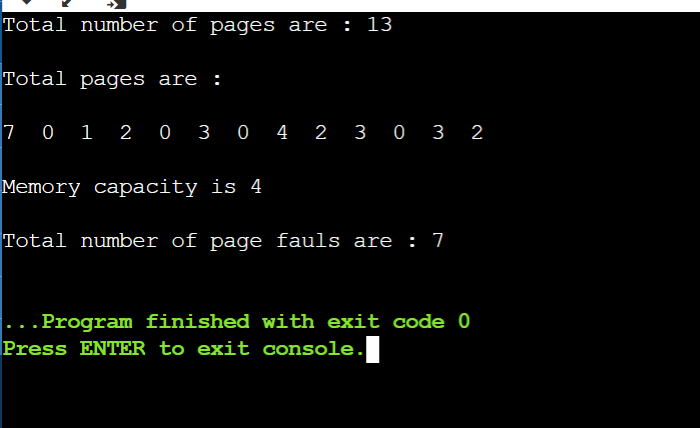 Total number of pages are : 13
Total pages are :
7 0 1 2 0 3 0 4 2 3 0 3 2
Memory capacity is 4
Total number of page fauls are : 7
...Program finished with exit code 0
Press ENTER to exit console.